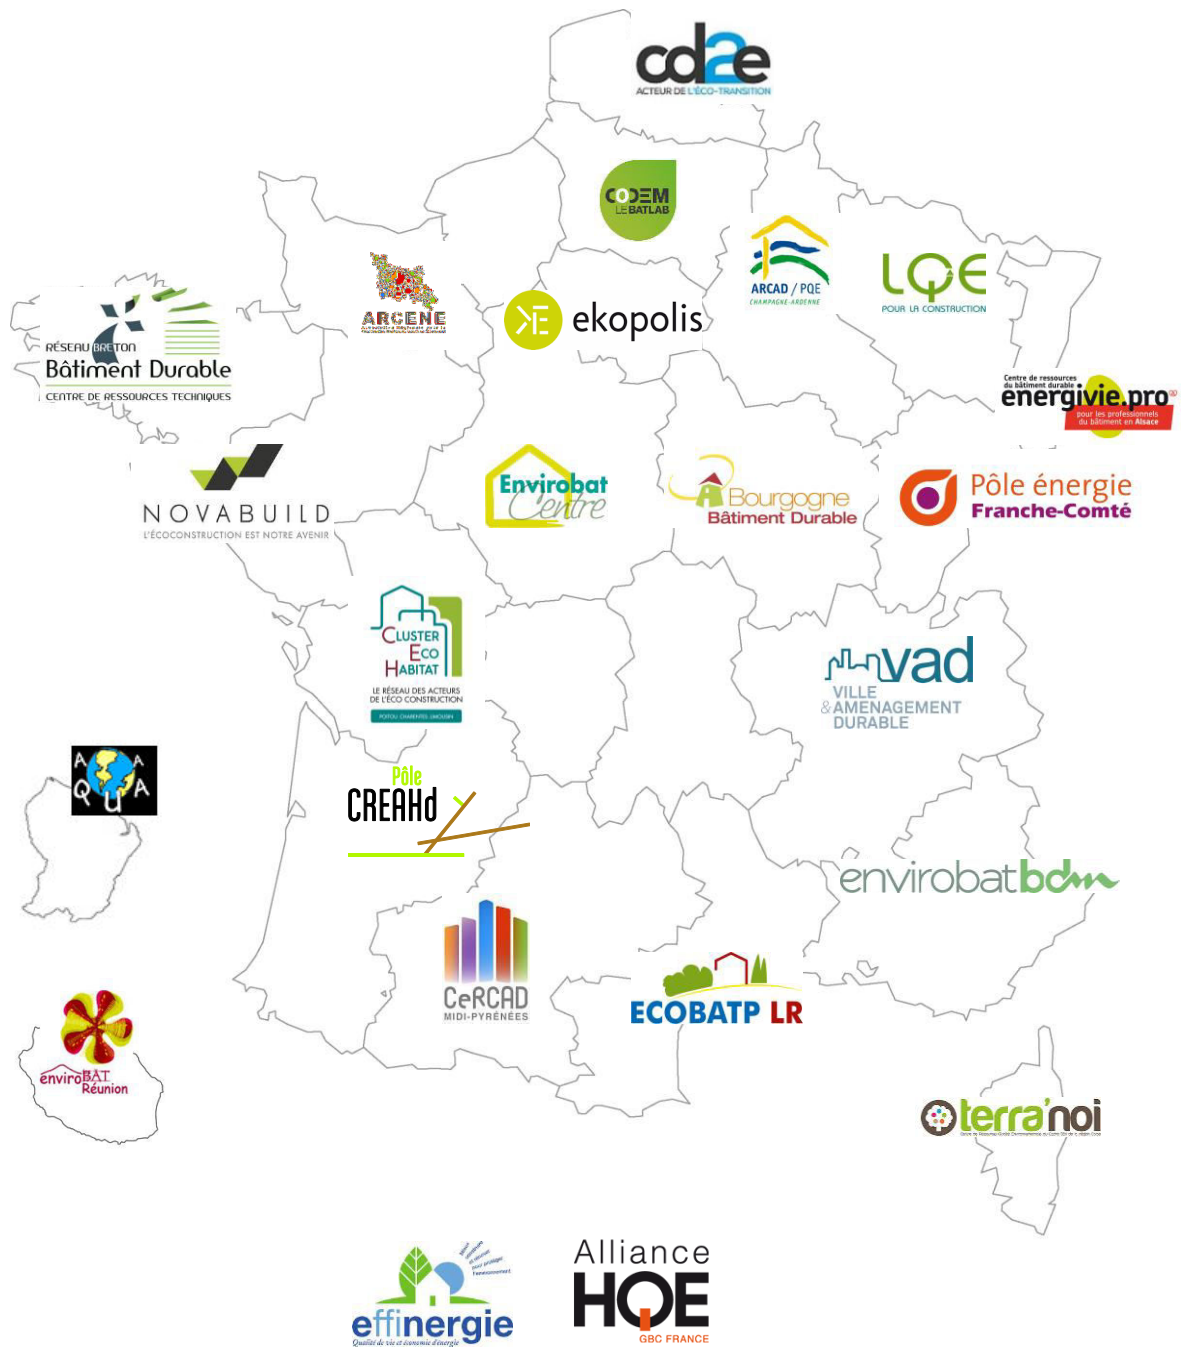 cd2e
ACTEUR DE L'ÉCO-TRANSITION
CODEM
LE BATLAB
ARCAD / PQE
CHAMPAGNE-ARDENNE
LQE
POUR LA CONSTRUCTION
ARCENE
ekopolis
RÉSEAU BRETON
Bâtiment Durable
CENTRE DE RESSOURCES TECHNIQUES
Centre de ressources
du bâtiment durable
energivie.pro
pour les professionnels
du bâtiment en Alsace
NOVABUILD
L'ÉCOCONSTRUCTION EST NOTRE AVENIR
Envirobat
Centre
Bourgogne
Bâtiment Durable
Pôle énergie
Franche-Comté
CLUSTER
ECO
HABITAT
LE RÉSEAU DES ACTEURS
DE L'ÉCO CONSTRUCTION
POITOU-CHARENTES-LIMOUSIN
vad
VILLE
& AMENAGEMENT
DURABLE
A A
Q U A
Pôle
CREAHd
envirobatbdm
CeRCAD
MIDI-PYRÉNÉES
ECOBATP LR
enviroBAT
Réunion
terra'noi
effinergie
Qualité de vie et économie d'énergie
Alliance
HQE
GBC FRANCE